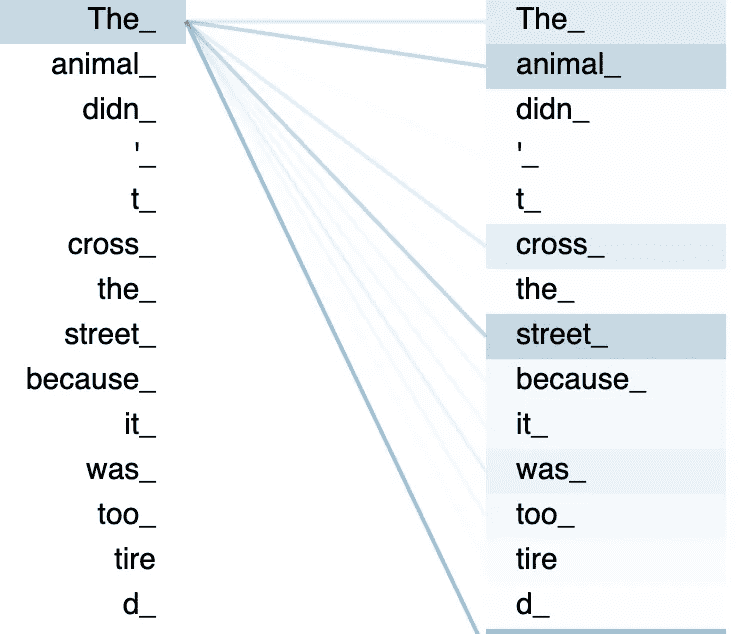 The_ The_
animal_ animal_
didn_ didn_
'_ '_
t_ t_
cross_ cross_
the_ the_
street_ street_
because_ because_
it_ it_
was_ was_
too_ too_
tire tire
d_ d_